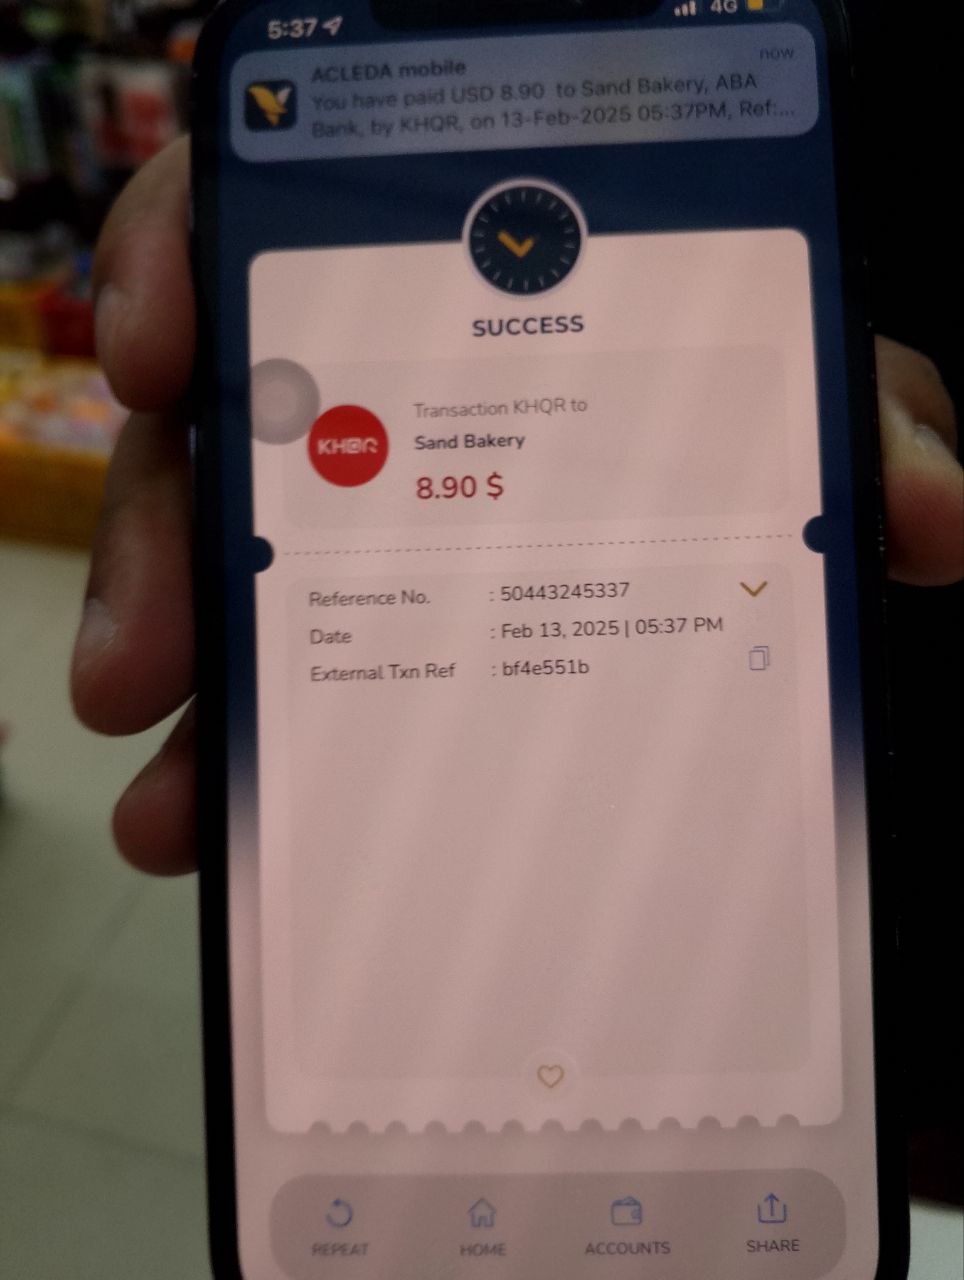 5:37
4G
ACLEDA mobile
now
You have paid USD 8.90 to Sand Bakery, ABA
Bank, by KHQR, on 13-Feb-2025 05:37PM, Ref:...
SUCCESS
KHQR
Transaction KHQR to
Sand Bakery
8.90 $
Reference No. : 50443245337
Date : Feb 13, 2025 | 05:37 PM
External Txn Ref : bf4e551b
REPEAT HOME ACCOUNTS SHARE